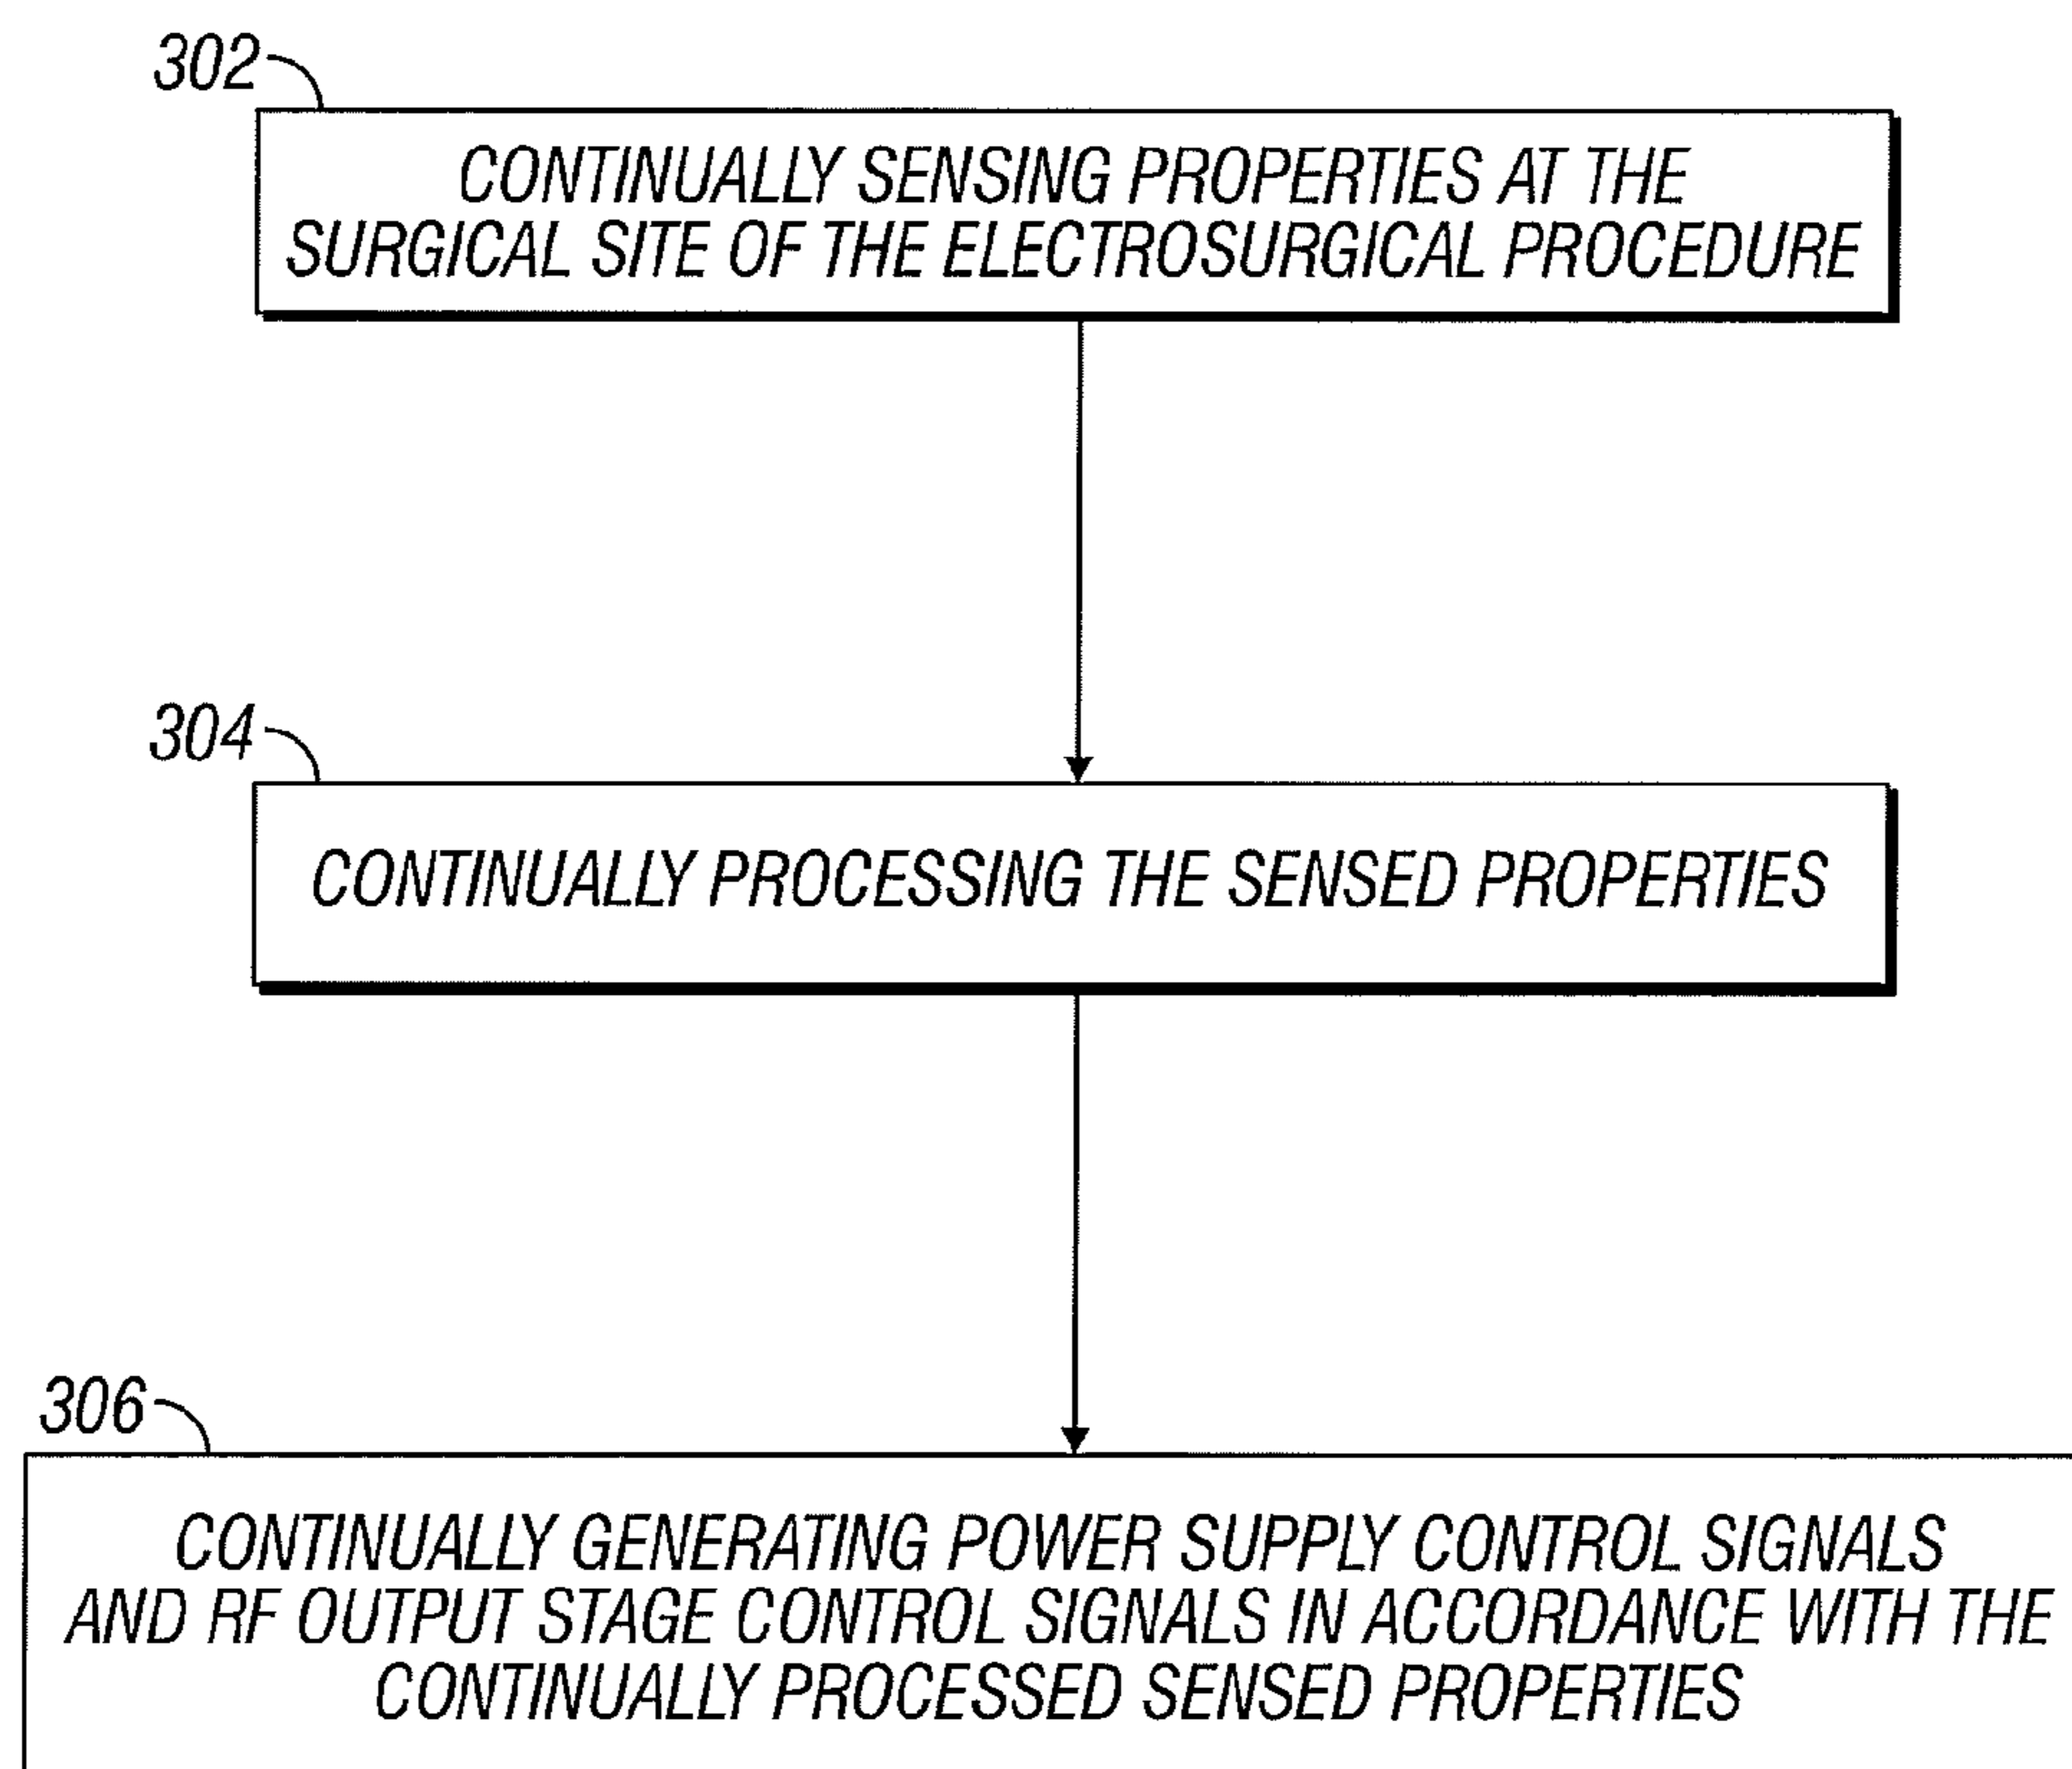 302
CONTINUALLY SENSING PROPERTIES AT THE
SURGICAL SITE OF THE ELECTROSURGICAL PROCEDURE
304
CONTINUALLY PROCESSING THE SENSED PROPERTIES
306
CONTINUALLY GENERATING POWER SUPPLY CONTROL SIGNALS
AND RF OUTPUT STAGE CONTROL SIGNALS IN ACCORDANCE WITH THE
CONTINUALLY PROCESSED SENSED PROPERTIES